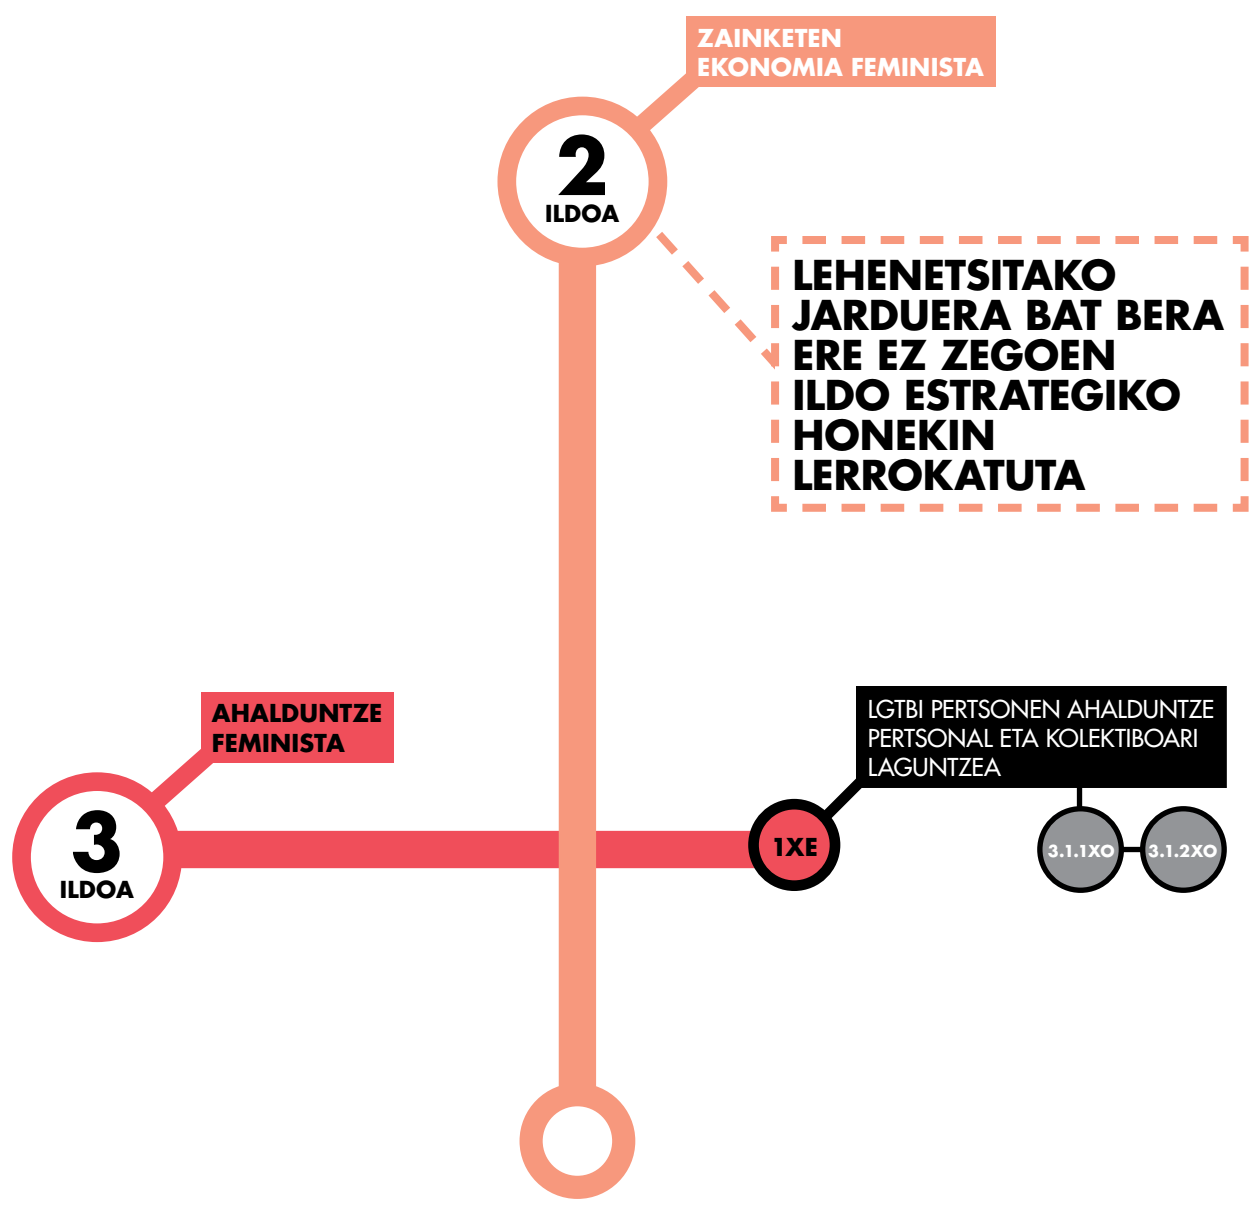 ZAINKETEN
EKONOMIA FEMINISTA
2
ILDOA
LEHENETSITAKO
JARDUERA BAT BERA
ERE EZ ZEGOEN
ILDO ESTRATEGIKO
HONEKIN
LERROKATUTA
AHALDUNTZE
FEMINISTA
3
ILDOA
LGTBI PERTSONEN AHALDUNTZE
PERTSONAL ETA KOLEKTIBOARI
LAGUNTZEA
1XE
3.1.1XO
3.1.2XO